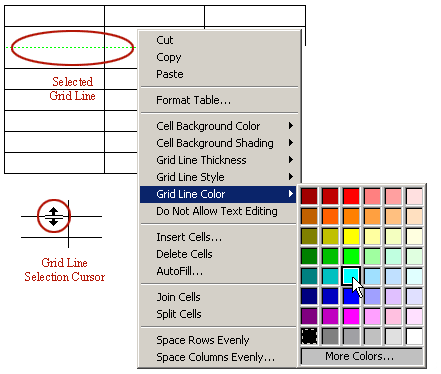 Selected
Grid Line
Cut
Copy
Paste
Format Table...
Cell Background Color
Cell Background Shading
Grid Line Thickness
Grid Line Style
Grid Line Color
Do Not Allow Text Editing
Insert Cells...
Delete Cells
AutoFill...
Join Cells
Split Cells
Space Rows Evenly
Space Columns Evenly...
More Colors...
Grid Line
Selection Cursor